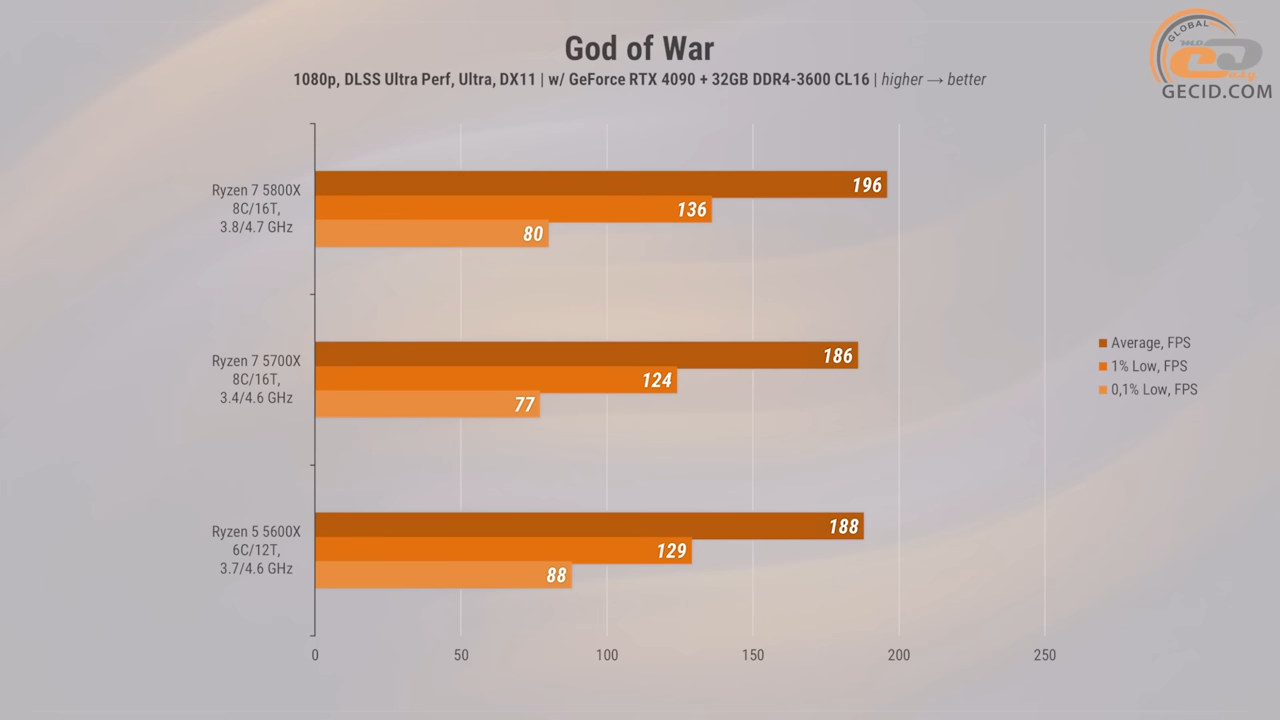 God of War
1080p, DLSS Ultra Perf, Ultra, DX11 | w/ GeForce RTX 4090 + 32GB DDR4-3600 CL16 | higher → better
GLOBAL
asy
GECID.COM
Ryzen 7 5800X
8C/16T,
3.8/4.7 GHz
196
136
80
Ryzen 7 5700X
8C/16T,
3.4/4.6 GHz
186
124
77
Ryzen 5 5600X
6C/12T,
3.7/4.6 GHz
188
129
88
Average, FPS
1% Low, FPS
0,1% Low, FPS
0
50
100
150
200
250